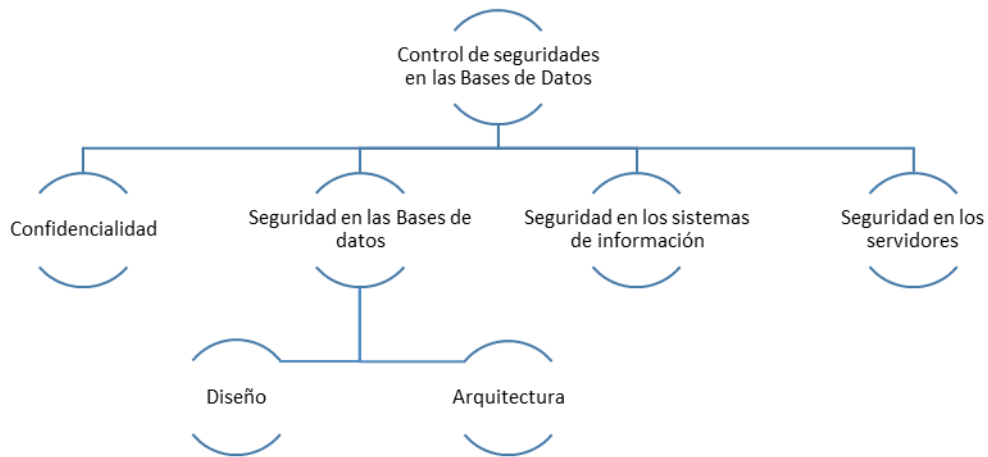 Control de seguridades
en las Bases de Datos
Confidencialidad
Seguridad en las Bases de
datos
Seguridad en los sistemas
de información
Seguridad en los
servidores
Diseño
Arquitectura